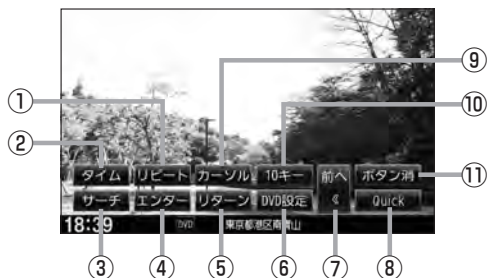 ⑨
① ⑩
② ⑪
タイム リピート カーソル 10キー 前へ ボタン消
サーチ エンター リターン DVD設定 《 Quick
18:39 DVD 東京都港区南青山
③ ④ ⑤ ⑥ ⑦ ⑧